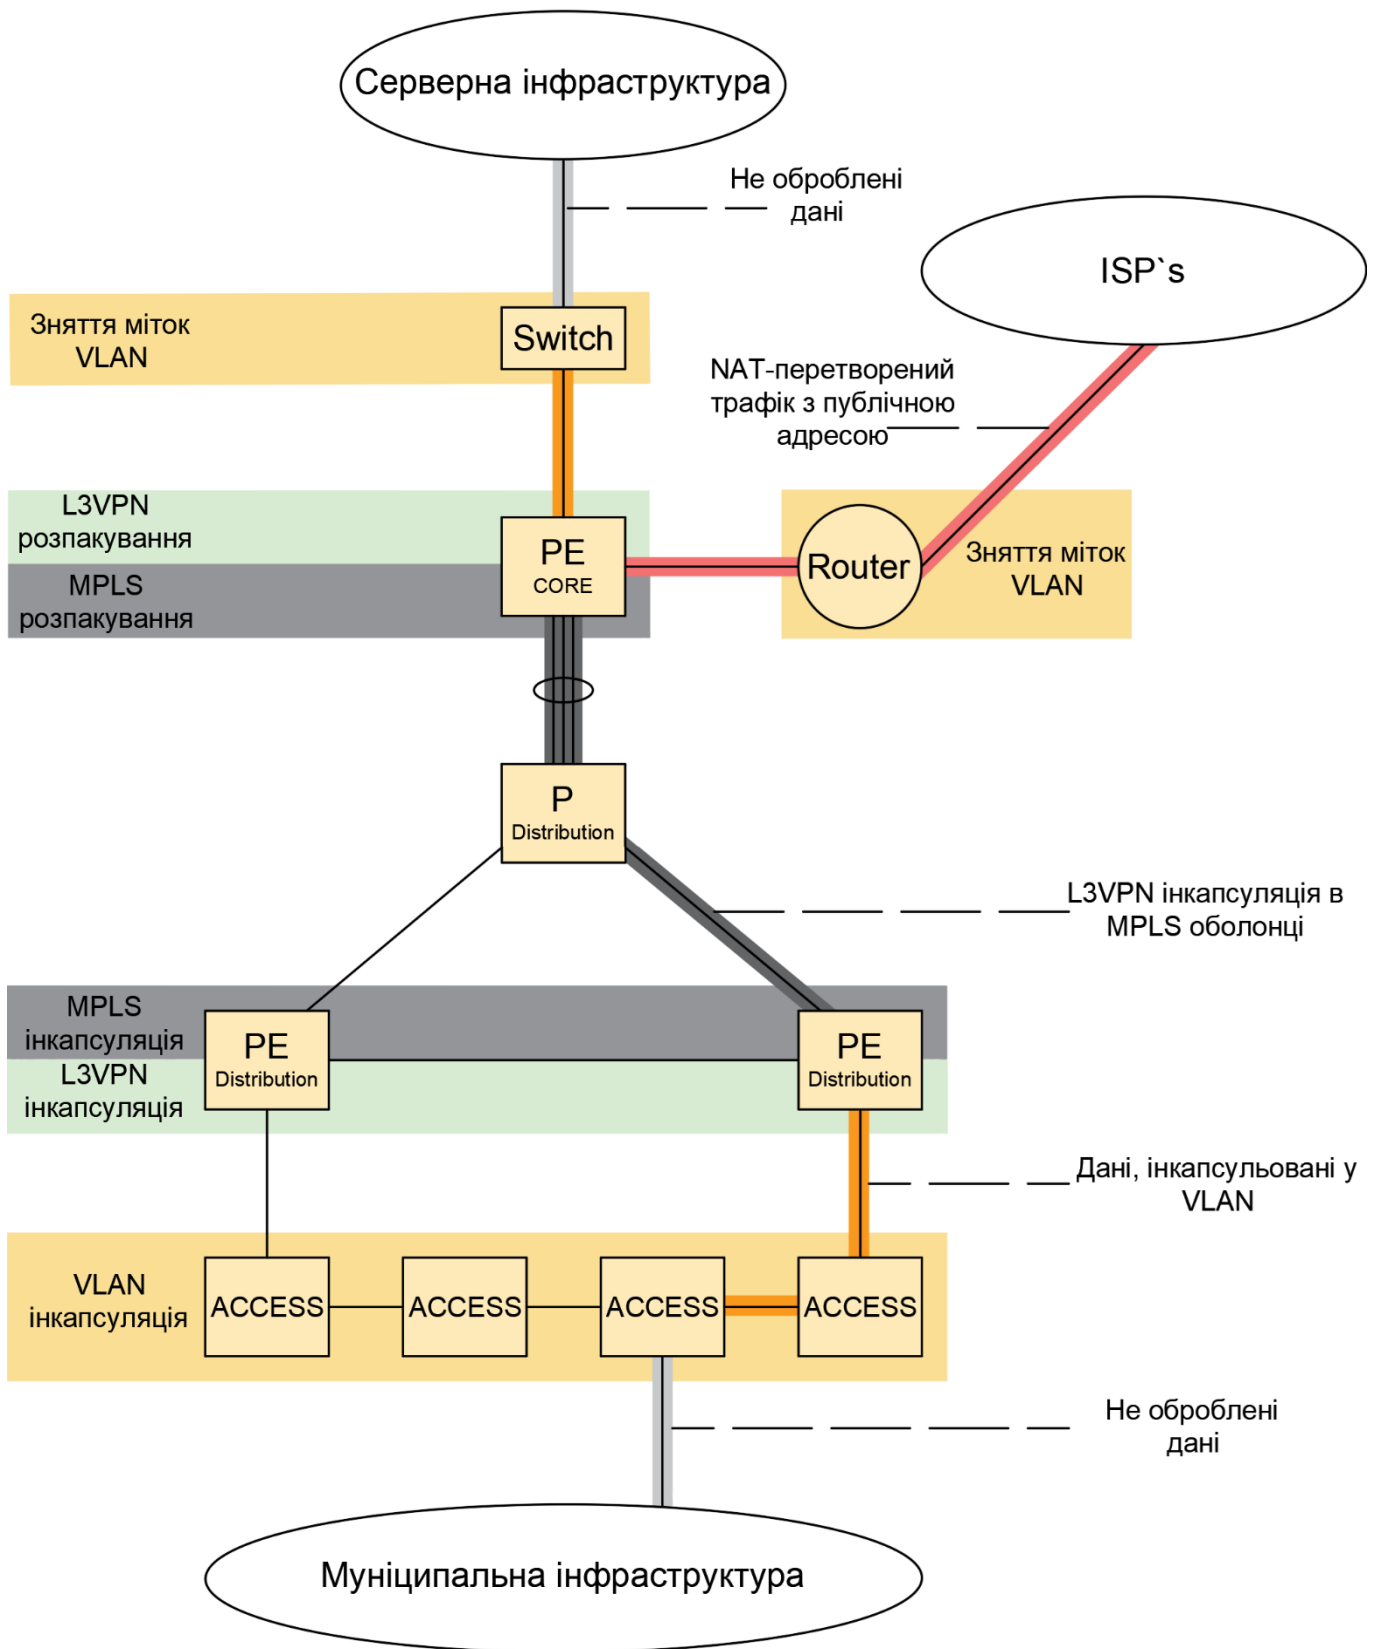 Серверна інфраструктура
Не оброблені
дані
ISP`s
Зняття міток
VLAN
Switch
NAT-перетворений
трафік з публічною
адресою
L3VPN
розпакування
MPLS
розпакування
PE
CORE
Router
Зняття міток
VLAN
P
Distribution
L3VPN інкапсуляція в
MPLS оболонці
MPLS
інкапсуляція
L3VPN
інкапсуляція
PE
Distribution
PE
Distribution
Дані, інкапсульовані у
VLAN
VLAN
інкапсуляція
ACCESS
ACCESS
ACCESS
ACCESS
Не оброблені
дані
Муніципальна інфраструктура